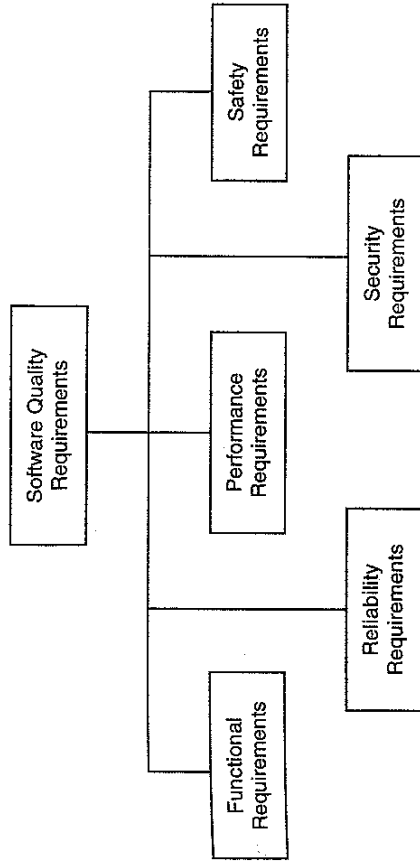 Software Quality
Requirements
Functional
Requirements
Performance
Requirements
Safety
Requirements
Reliability
Requirements
Security
Requirements